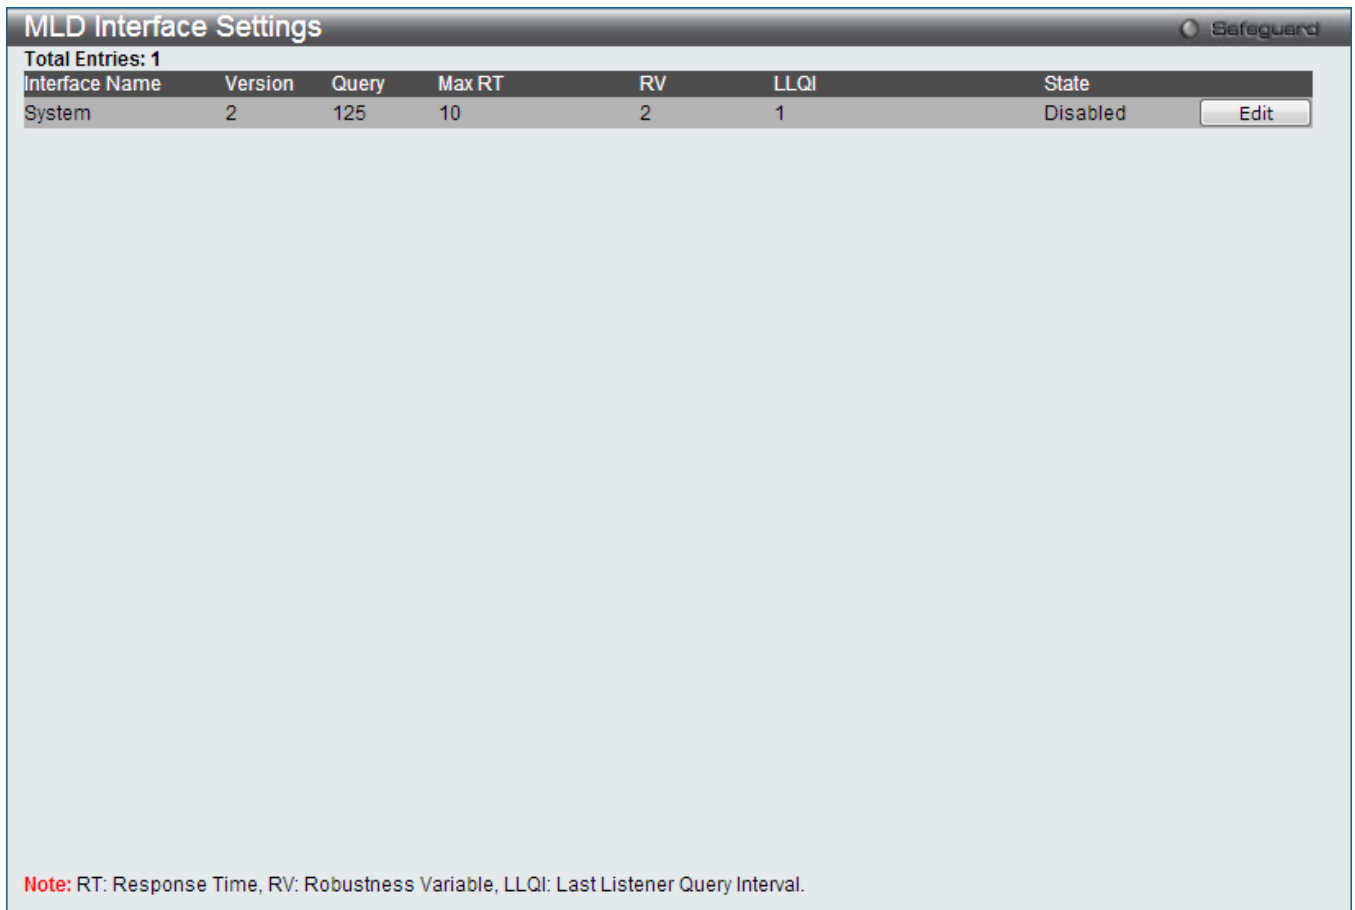 MLD Interface Settings
Safeguard
Total Entries: 1
Interface Name Version Query Max RT RV LLQI State
System 2 125 10 2 1 Disabled Edit
Note: RT: Response Time, RV: Robustness Variable, LLQI: Last Listener Query Interval.